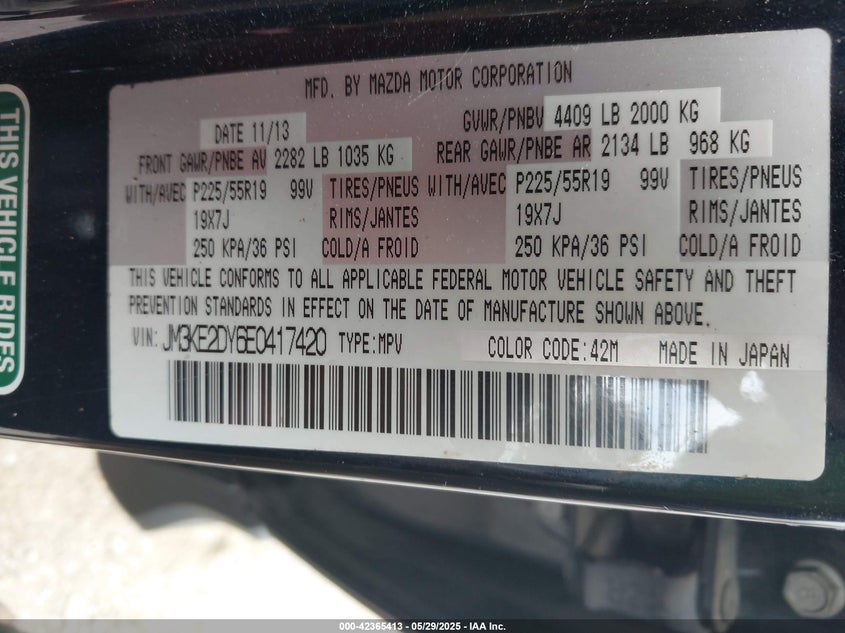 THIS VEHICLE RIDES
MFD. BY MAZDA MOTOR CORPORATION
DATE 11/13 GVWR/PNBV 4409 LB 2000 KG
FRONT GAWR/PNBE AV 2282 LB 1035 KG REAR GAWR/PNBE AR 2134 LB 968 KG
WITH/AVEC P225/55R19 99V TIRES/PNEUS WITH/AVEC P225/55R19 99V TIRES/PNEUS
19X7J RIMS/JANTES 19X7J RIMS/JANTES
250 KPA/36 PSI COLD/A FROID 250 KPA/36 PSI COLD/A FROID
THIS VEHICLE CONFORMS TO ALL APPLICABLE FEDERAL MOTOR VEHICLE SAFETY AND THEFT
PREVENTION STANDARDS IN EFFECT ON THE DATE OF MANUFACTURE SHOWN ABOVE.
VIN: JM3KE2DY6E0417420 TYPE:MPV COLOR CODE:42M MADE IN JAPAN
000-42365413 - 05/29/2025 - IAA Inc.